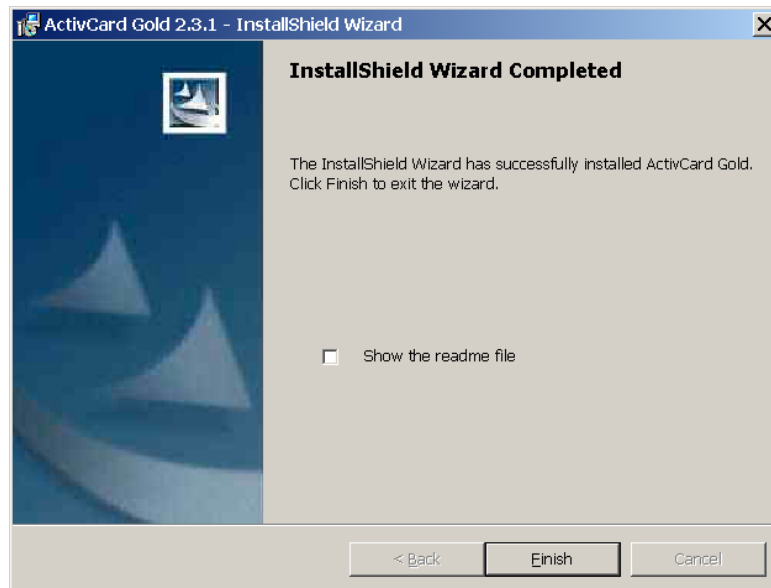 ActivCard Gold 2.3.1 - InstallShield Wizard
InstallShield Wizard Completed
The InstallShield Wizard has successfully installed ActivCard Gold.
Click Finish to exit the wizard.
Show the readme file
< Back
Finish
Cancel